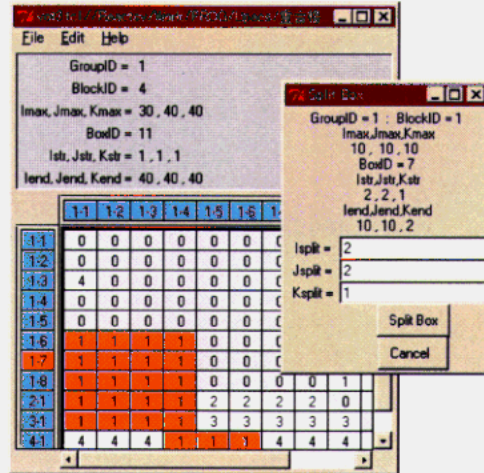 File Edit Help
GroupID = 1
BlockID = 4
Imax, Jmax, Kmax = 30 , 40 , 40
BoxID = 11
Istr, Jstr, Kstr = 1 , 1 , 1
Iend, Jend, Kend = 40 , 40 , 40
1-1 1-2 1-3 1-4 1-5 1-6
1-1 0 0 0 0 0 0
1-2 0 0 0 0 0 0
1-3 4 0 0 0 0 0
1-4 0 0 0 0 0 0
1-5 0 0 0 0 0 0
1-6 1 1 1 1 0 0
1-7 1 1 1 1 0 0
1-8 1 1 1 1 0 0 0 1
2-1 1 1 1 1 2 2 2 2 0
3-1 1 1 1 1 3 3 3 3 3
4-1 4 4 4 1 1 1 4 4 4
Split Box
GroupID = 1 : BlockID = 1
Imax,Jmax,Kmax
10 , 10 , 10
BoxID = 7
Istr,Jstr,Kstr
2 , 2 , 1
Iend,Jend,Kend
10 , 10 , 2
Isplit = 2
Jsplit = 2
Ksplit = 1
Split Box
Cancel